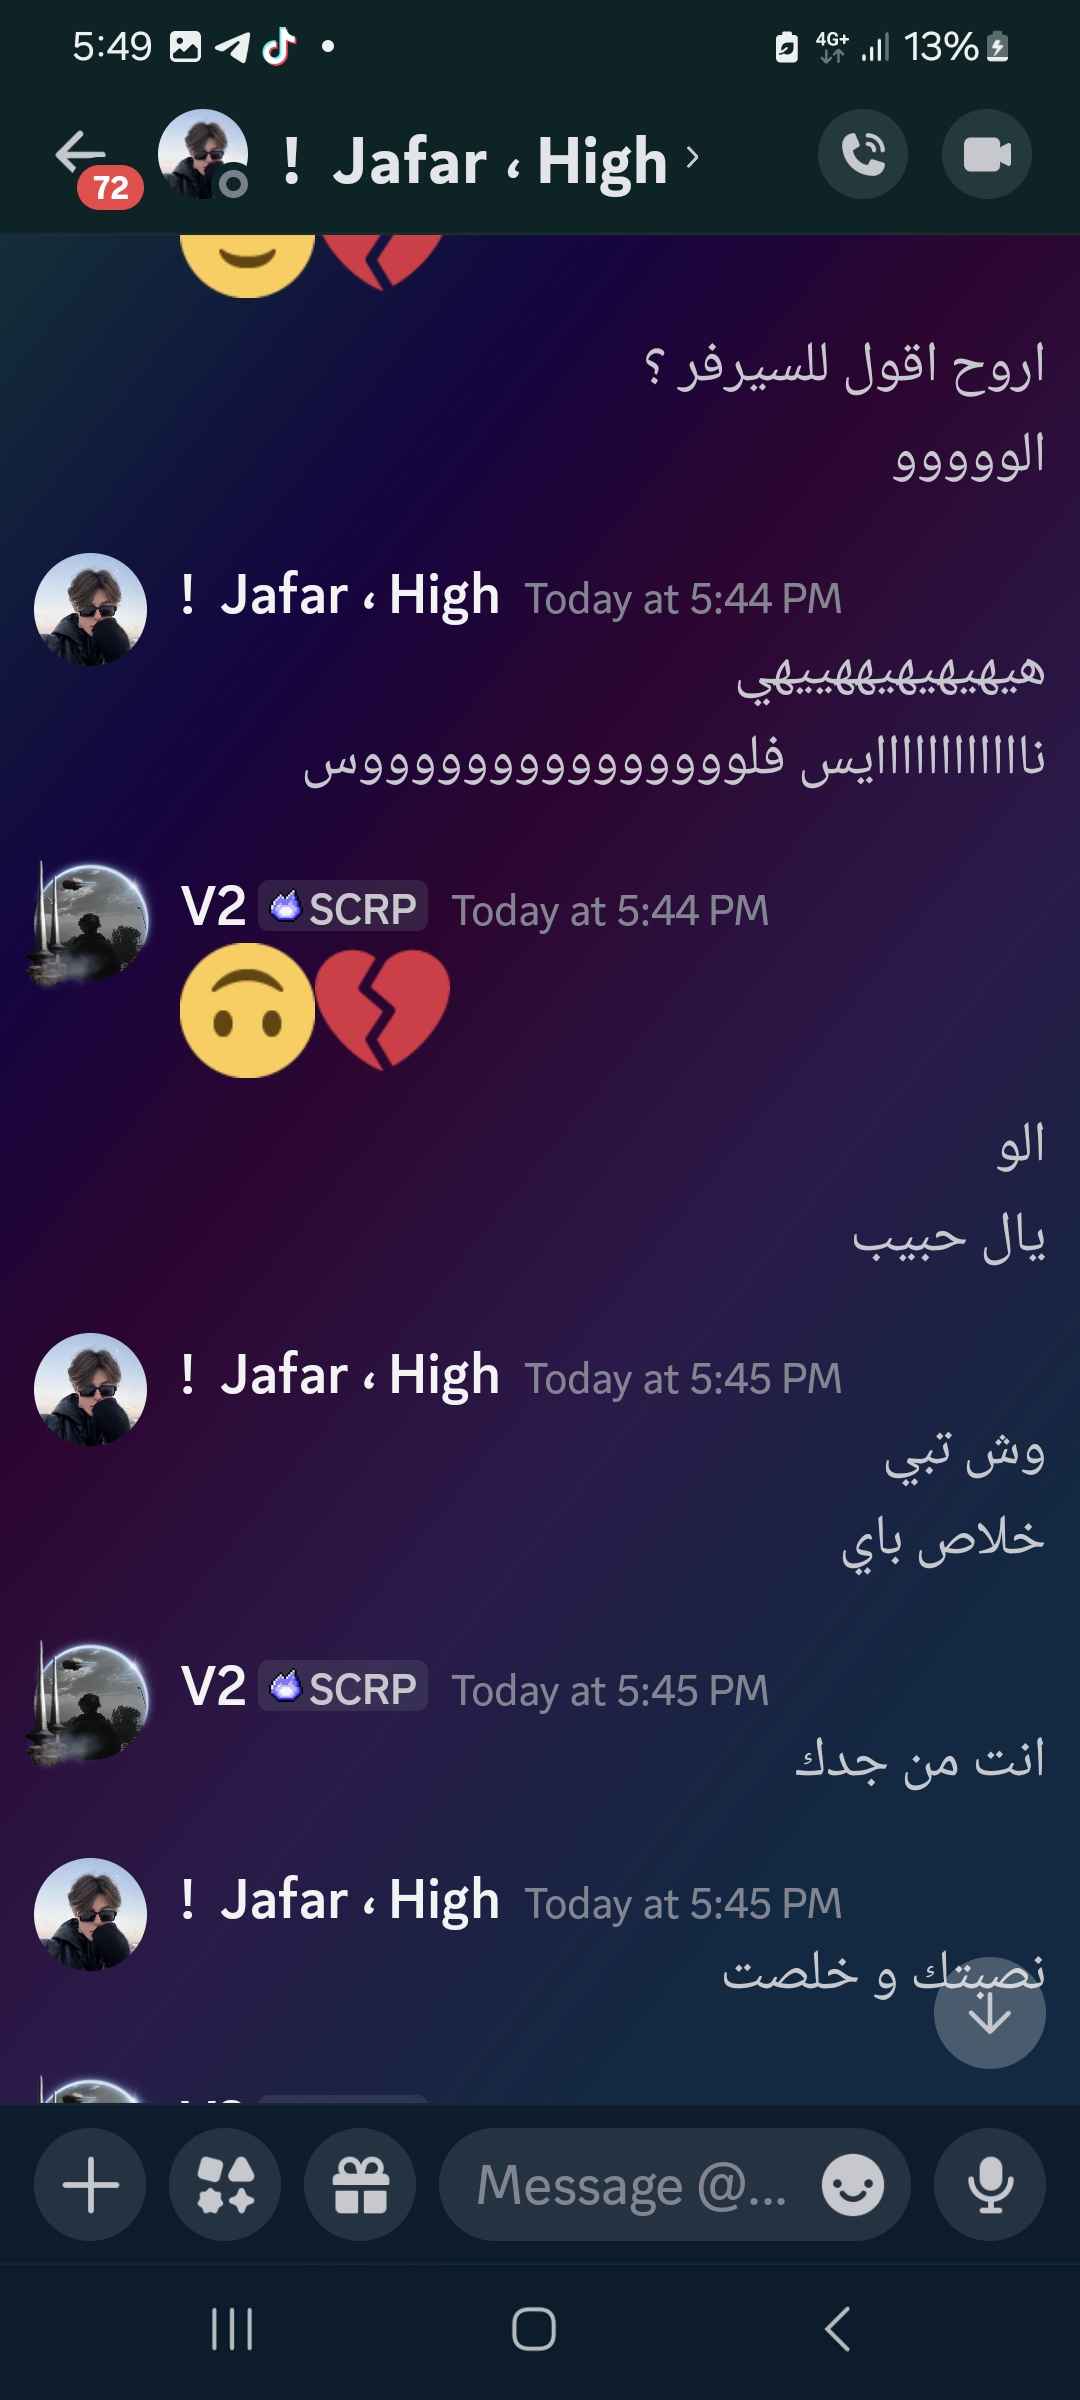 5:49
4G+ 13%
72
! Jafar ، High
اروح اقول للسيرفر ؟
الووووو
! Jafar ، High Today at 5:44 PM
هيهيهيهيههييهي
نااااااااااااايس فلوووووووووووووووس
V2 SCRP Today at 5:44 PM
الو
يال حبيب
! Jafar ، High Today at 5:45 PM
وش تبي
خلاص باي
V2 SCRP Today at 5:45 PM
انت من جدك
! Jafar ، High Today at 5:45 PM
نصبتك و خلصت
Message @...